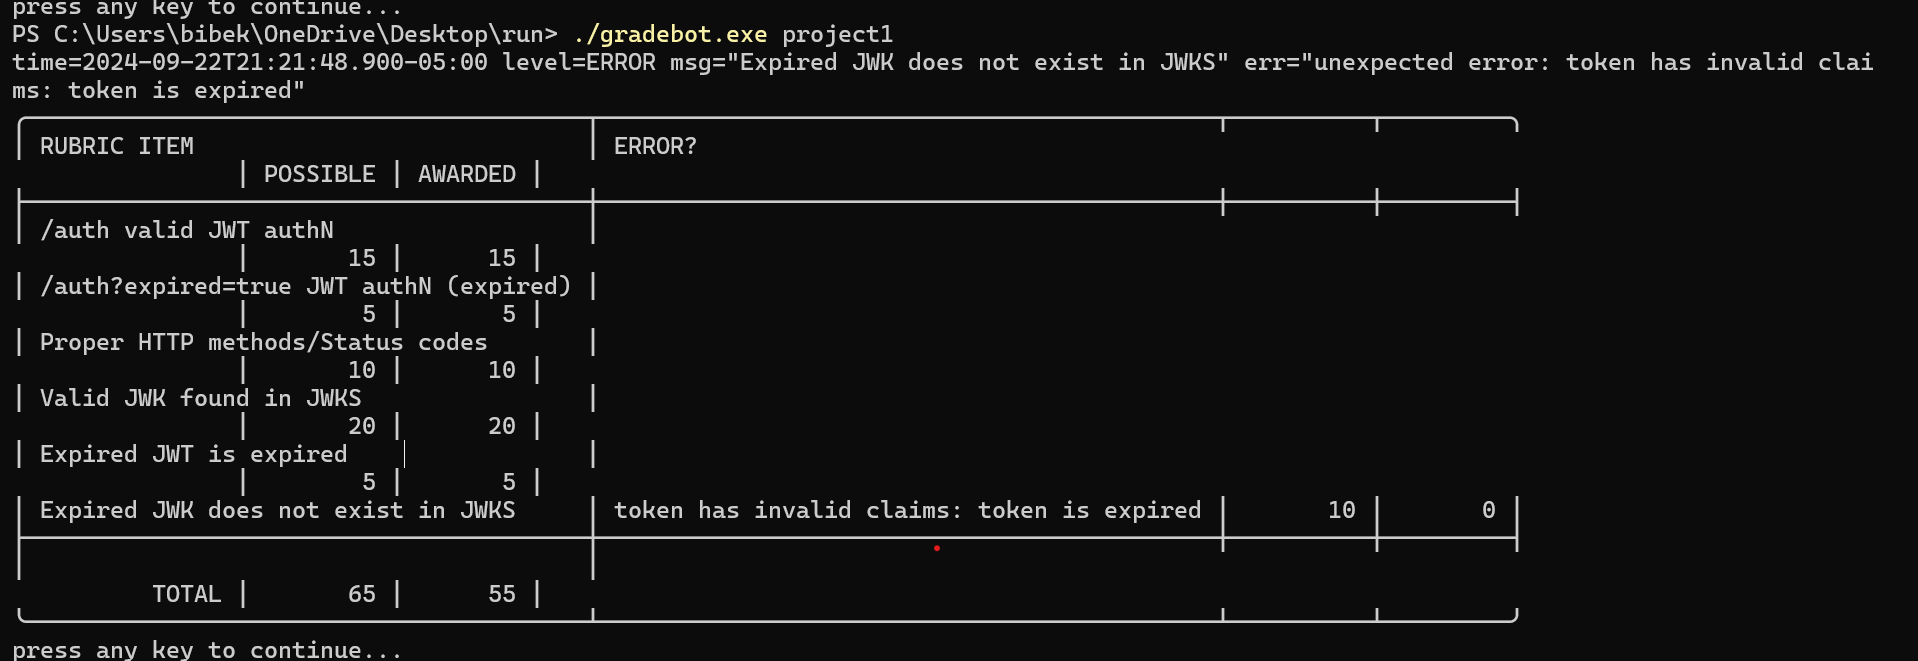 press any key to continue...
PS C:\Users\bibek\OneDrive\Desktop\run> ./gradebot.exe project1
time=2024-09-22T21:21:48.900-05:00 level=ERROR msg="Expired JWK does not exist in JWKS" err="unexpected error: token has invalid clai
ms: token is expired"
RUBRIC ITEM ERROR?
POSSIBLE AWARDED
/auth valid JWT authN
15 15
/auth?expired=true JWT authN (expired)
5 5
Proper HTTP methods/Status codes
10 10
Valid JWK found in JWKS
20 20
Expired JWT is expired
5 5
Expired JWK does not exist in JWKS token has invalid claims: token is expired 10 0
TOTAL 65 55
press any key to continue...